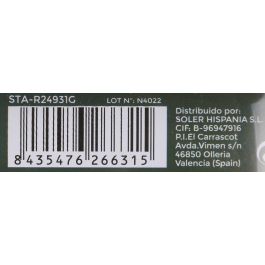 STA-R24931G
LOT N°: N4022
8 435476 266315
Distribuido por:
SOLER HISPANIA S.L.
CIF: B-96947916
P.I.El Carrascot
Avda.Vimen s/n
46850 Olleria
Valencia (Spain)